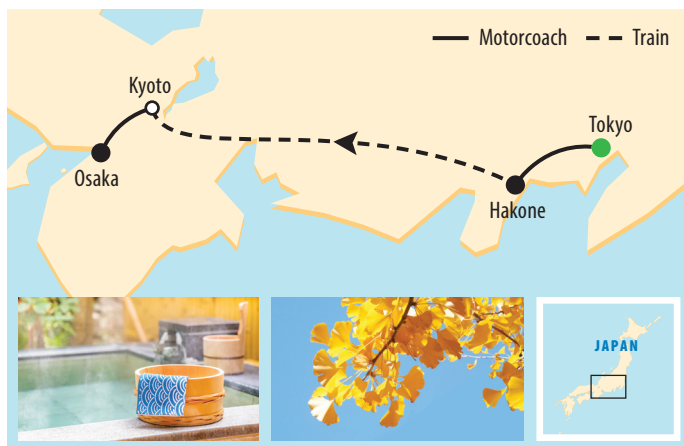 Motorcoach
Train
Kyoto
Tokyo
Osaka
Hakone
JAPAN